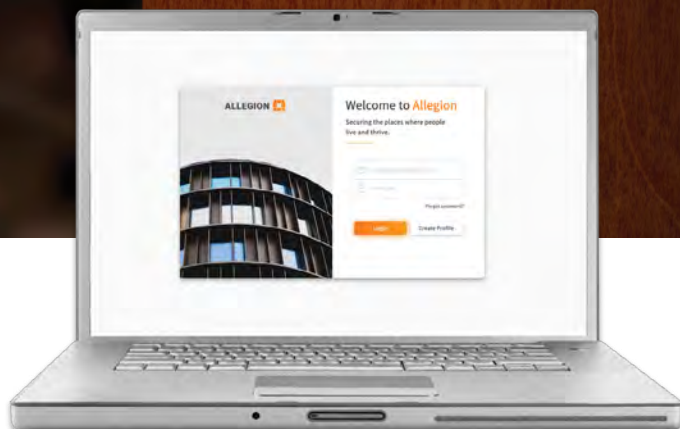 ALLEGION
Welcome to Allegion
Securing the places where people
live and thrive.
Forgot password?
Login
Create Profile